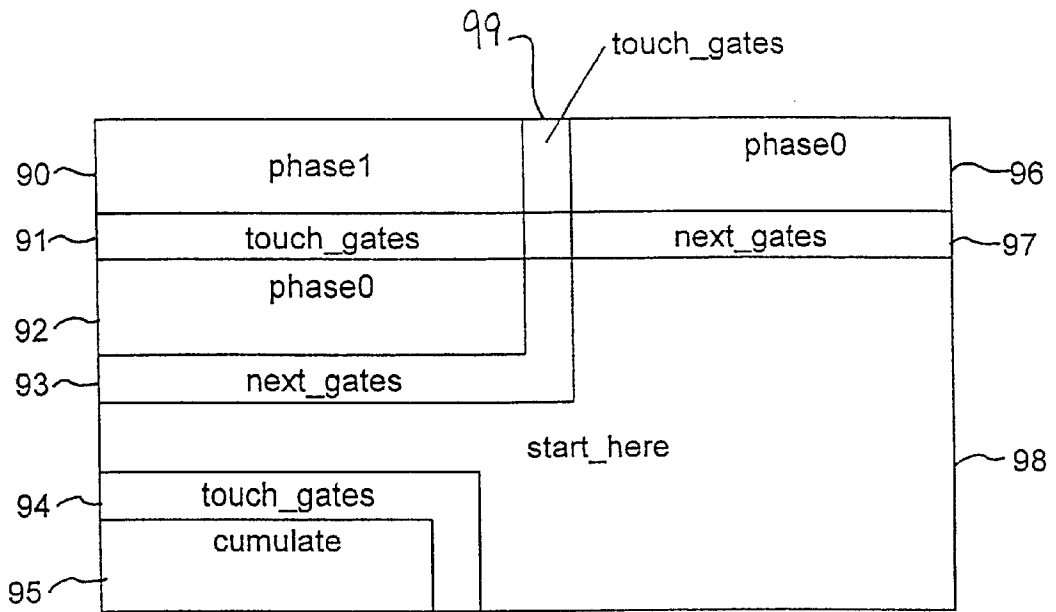 99
touch_gates
phase1
phase0
90
96
91
touch_gates
next_gates
97
phase0
92
93
next_gates
start_here
98
94
touch_gates
cumulate
95